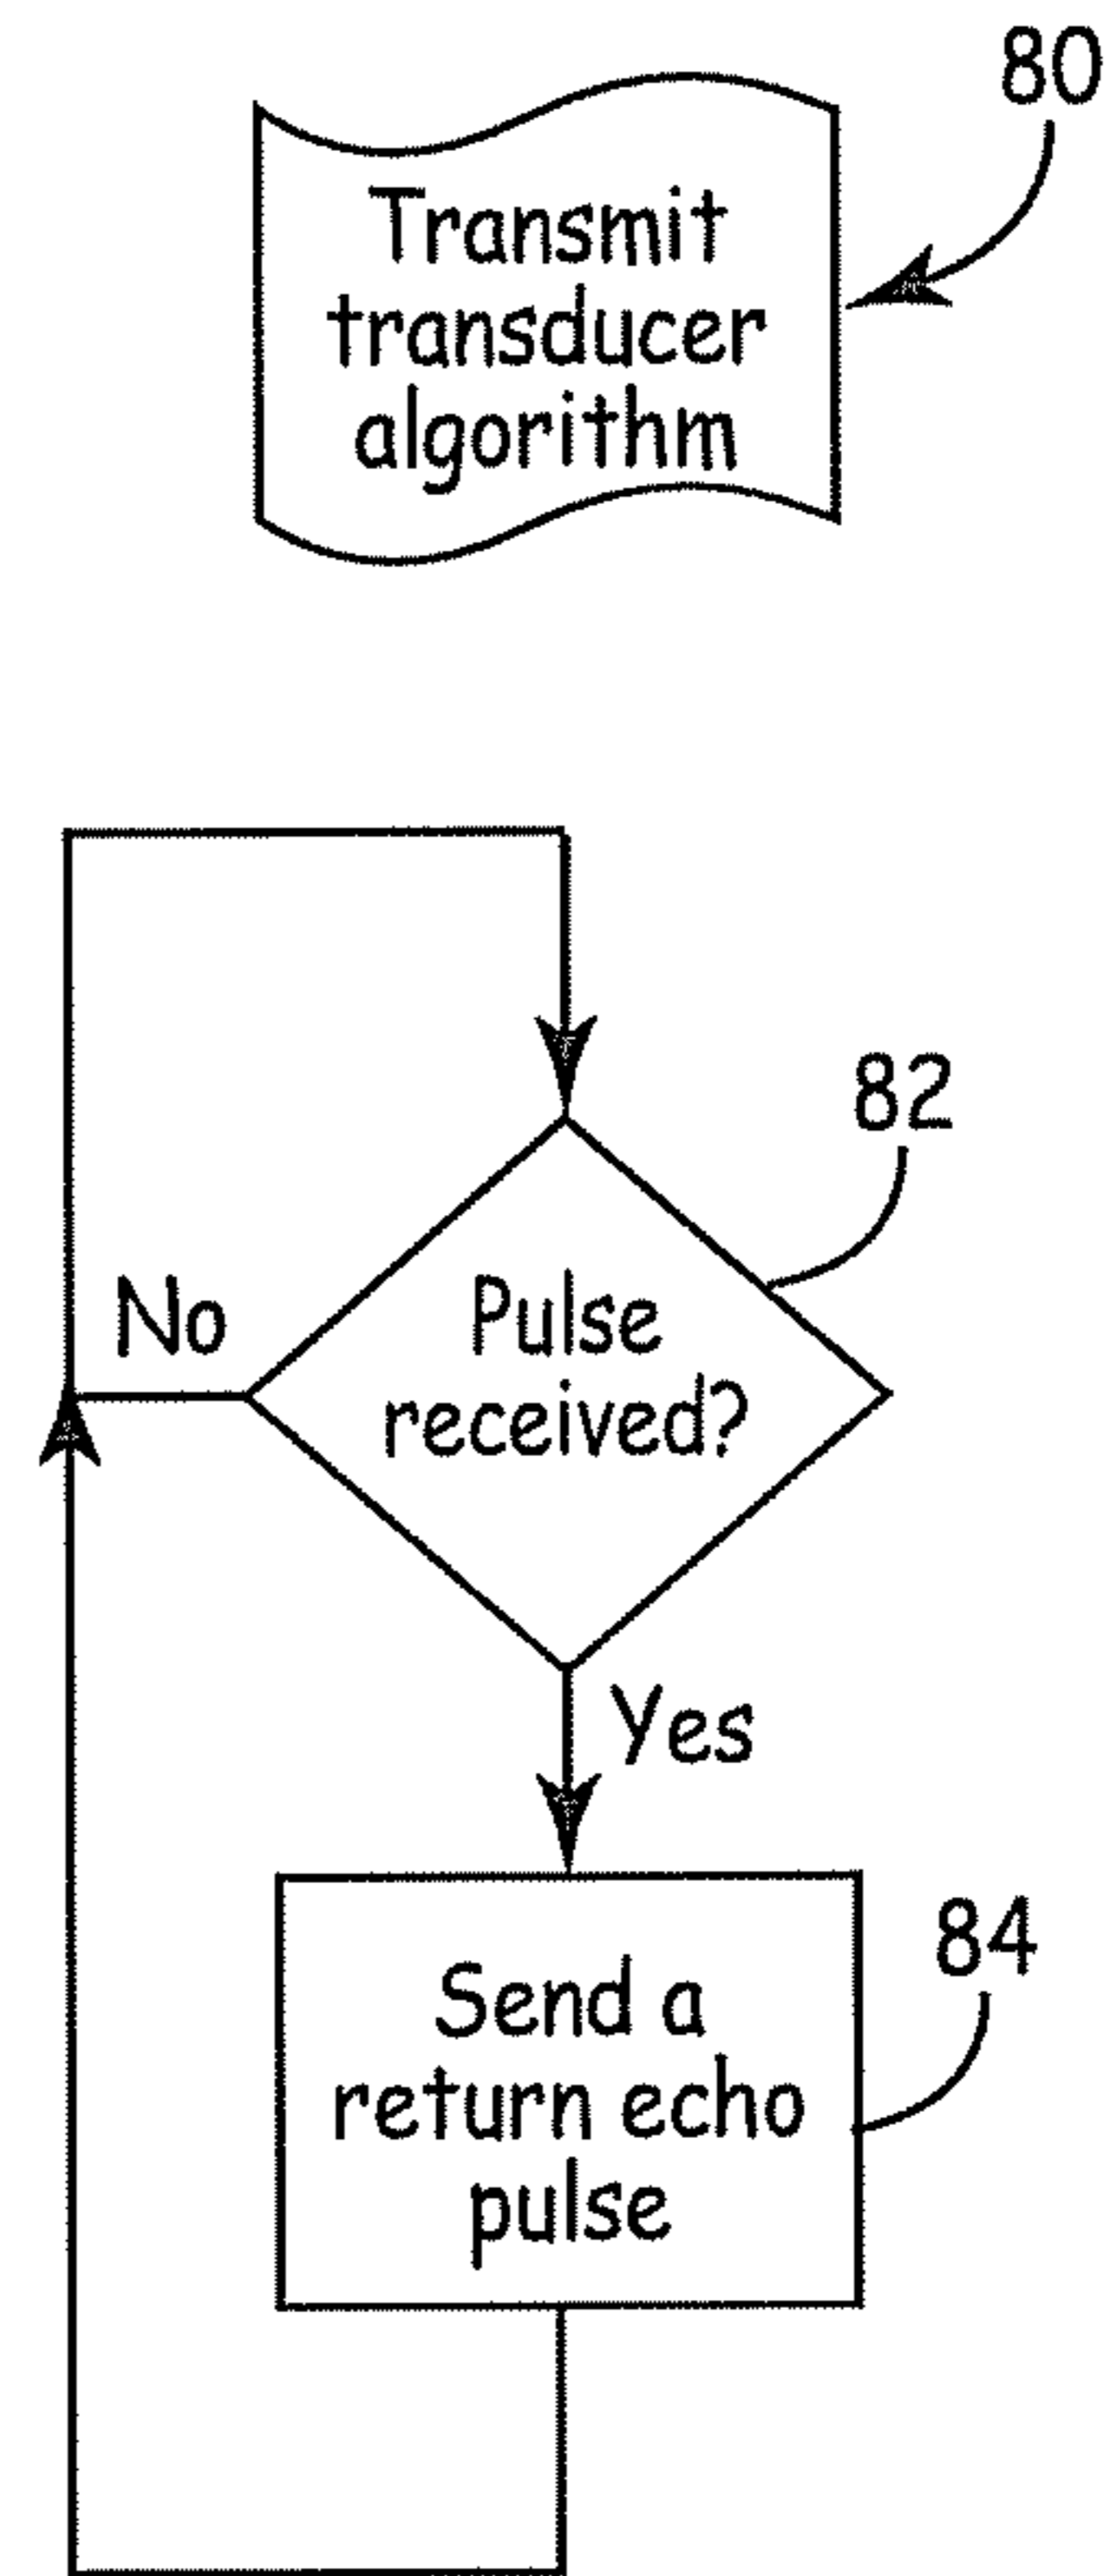 80
Transmit
transducer
algorithm
82
No
Pulse
received?
Yes
84
Send a
return echo
pulse